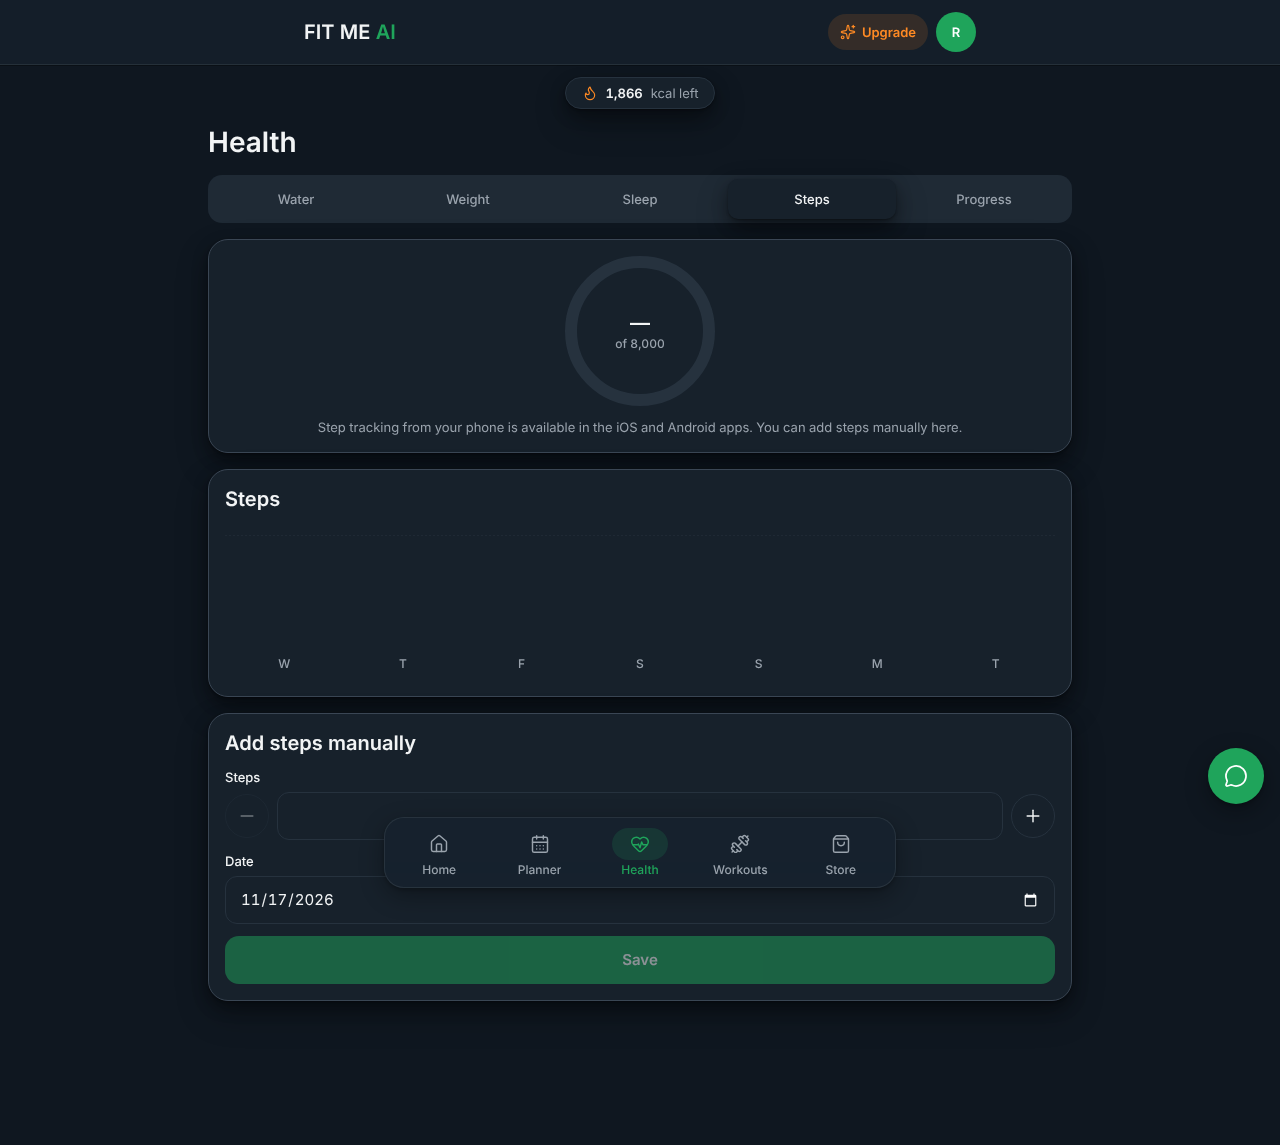 FIT ME AI
Upgrade
R
1,866 kcal left
Health
Water Weight Sleep Steps Progress
—
of 8,000
Step tracking from your phone is available in the iOS and Android apps. You can add steps manually here.
Steps
W T F S S M T
Add steps manually
Steps
Date
11/17/2026
Home Planner Health Workouts Store
Save